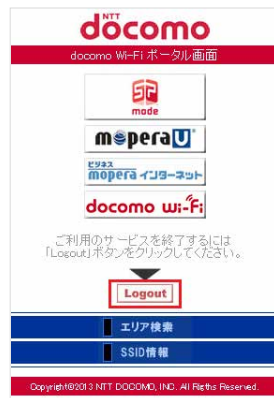 NTT
docomo
docomo Wi-Fi ポータル画面
mode
mopera U
ビジネス
mopera インターネット
docomo wi-Fi
ご利用のサービスを終了するには
「Logout」ボタンをクリックしてください。
Logout
エリア検索
SSID情報
Copyright©2013 NTT DOCOMO, INC. All Rights Reserved.